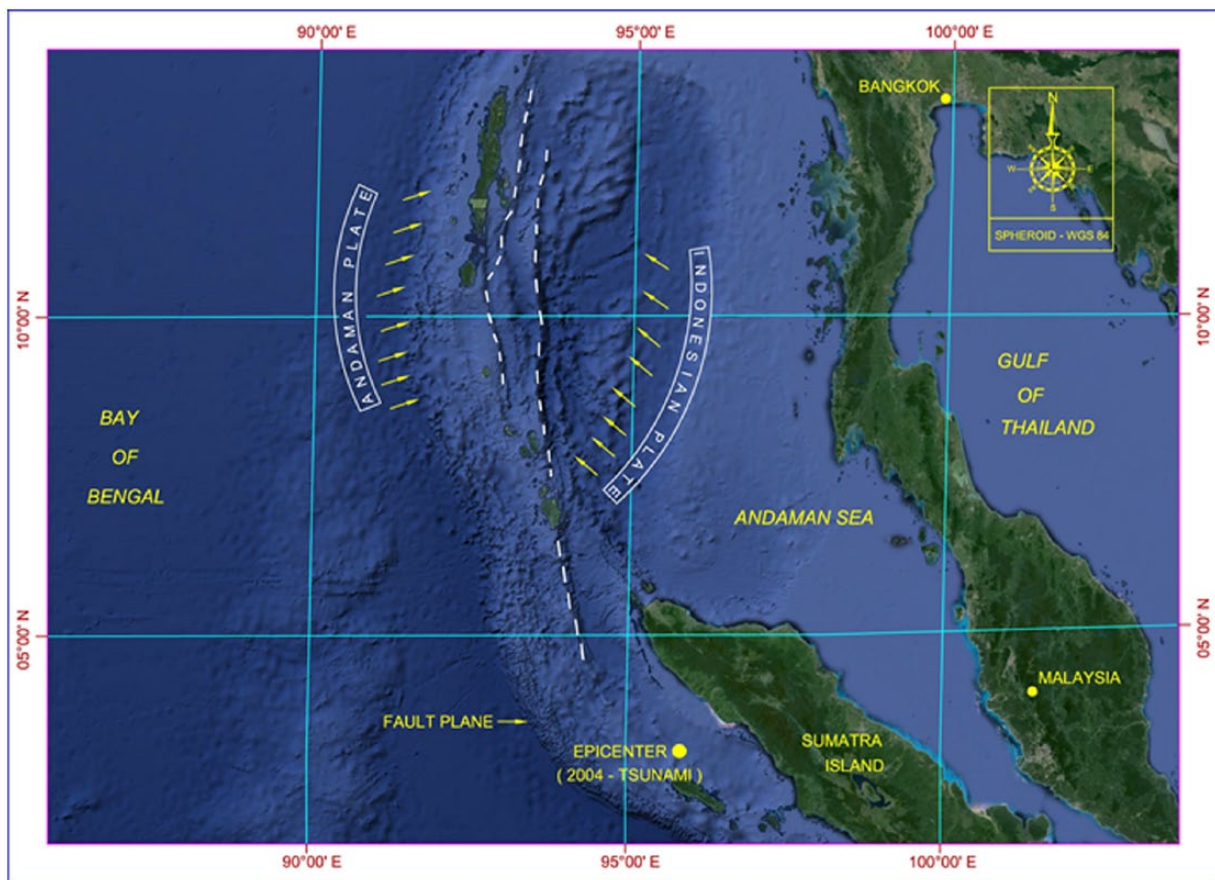 90°00' E
95°00' E
100°00' E
BANGKOK
N
W
E
S
SPHEROID - WGS 84
ANDAMAN PLATE
INDONESIAN PLATE
10°00' N
10°00' N
GULF
OF
THAILAND
BAY
OF
BENGAL
ANDAMAN SEA
05°00' N
05°00' N
MALAYSIA
FAULT PLANE
EPICENTER
( 2004 - TSUNAMI )
SUMATRA
ISLAND
90°00' E
95°00' E
100°00' E